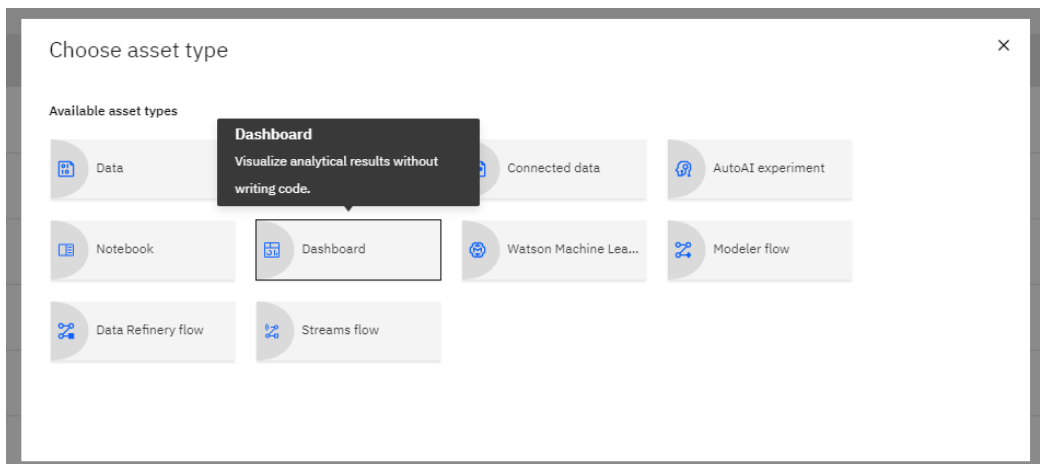 Choose asset type
Available asset types
Dashboard
Visualize analytical results without
writing code.
Data
Connected data
AutoAI experiment
Notebook
Dashboard
Watson Machine Lea...
Modeler flow
Data Refinery flow
Streams flow